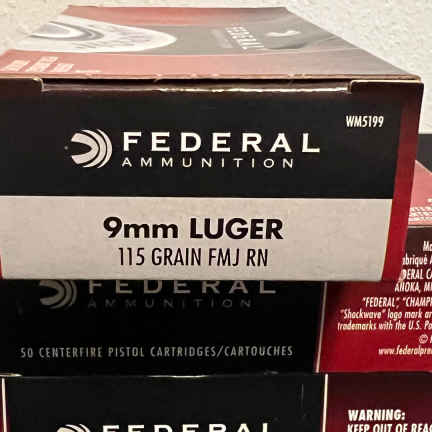 FEDERAL
WM5199
FEDERAL
AMMUNITION
9mm LUGER
115 GRAIN FMJ RN
FEDERAL
AMMUNITION
50 CENTERFIRE PISTOL CARTRIDGES/CARTOUCHES
ANOKA, M
"FEDERAL", "CHAMP
"Shockwave" logo mark ar
trademarks with the U.S. Pa
www.federalpre
FEDERAL
WARNING:
KEEP OUT OF REAC